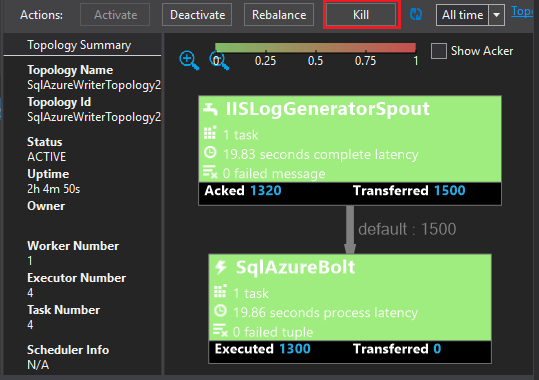 Actions: Activate Deactivate Rebalance Kill All time Topo
Topology Summary
Topology Name
SqlAzureWriterTopology2
Topology Id
SqlAzureWriterTopology2
Status
ACTIVE
Uptime
2h 4m 50s
Owner
Worker Number
1
Executor Number
4
Task Number
4
Scheduler Info
N/A
0 0.25 0.5 0.75 1
Show Acker
IISLogGeneratorSpout
1 task
19.83 seconds complete latency
0 failed message
Acked 1320 Transferred 1500
default : 1500
SqlAzureBolt
1 task
19.86 seconds process latency
0 failed tuple
Executed 1300 Transferred 0